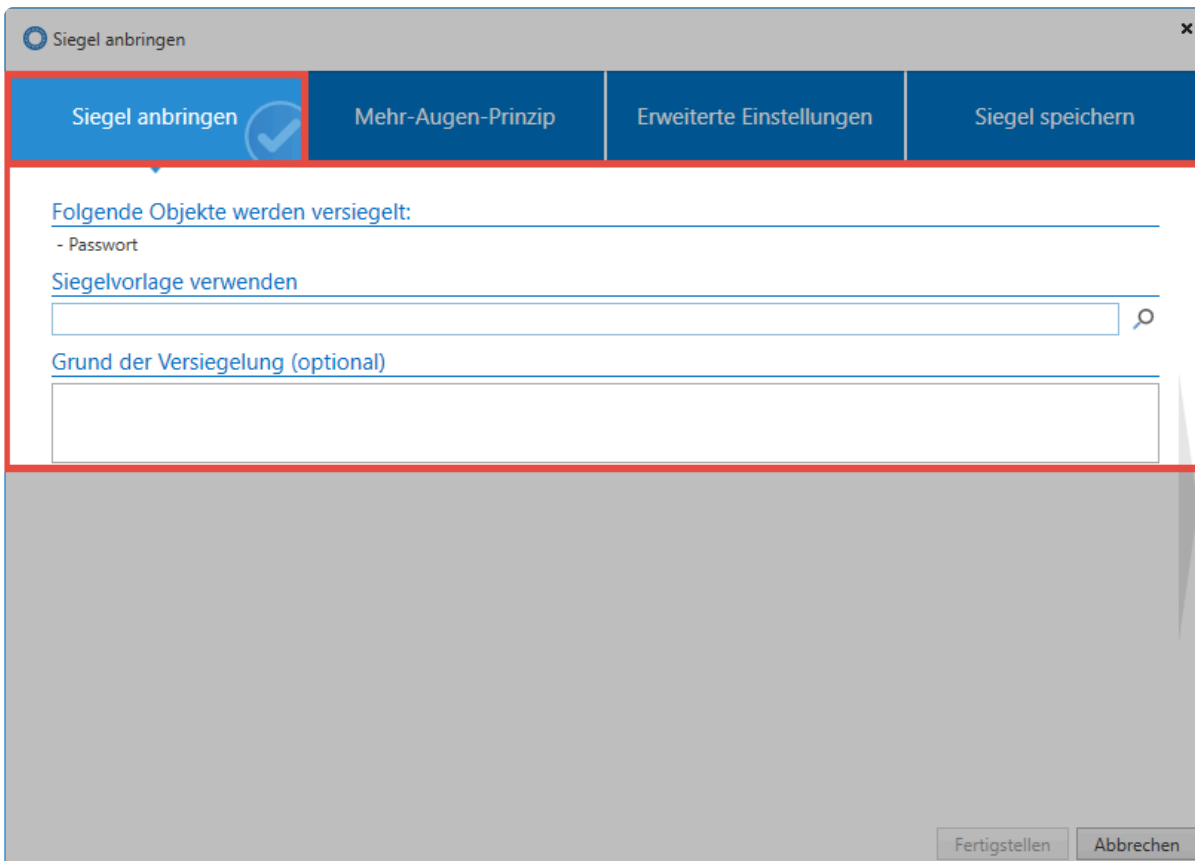 Siegel anbringen
Siegel anbringen Mehr-Augen-Prinzip Erweiterte Einstellungen Siegel speichern
Folgende Objekte werden versiegelt:
- Passwort
Siegelvorlage verwenden
Grund der Versiegelung (optional)
Fertigstellen Abbrechen